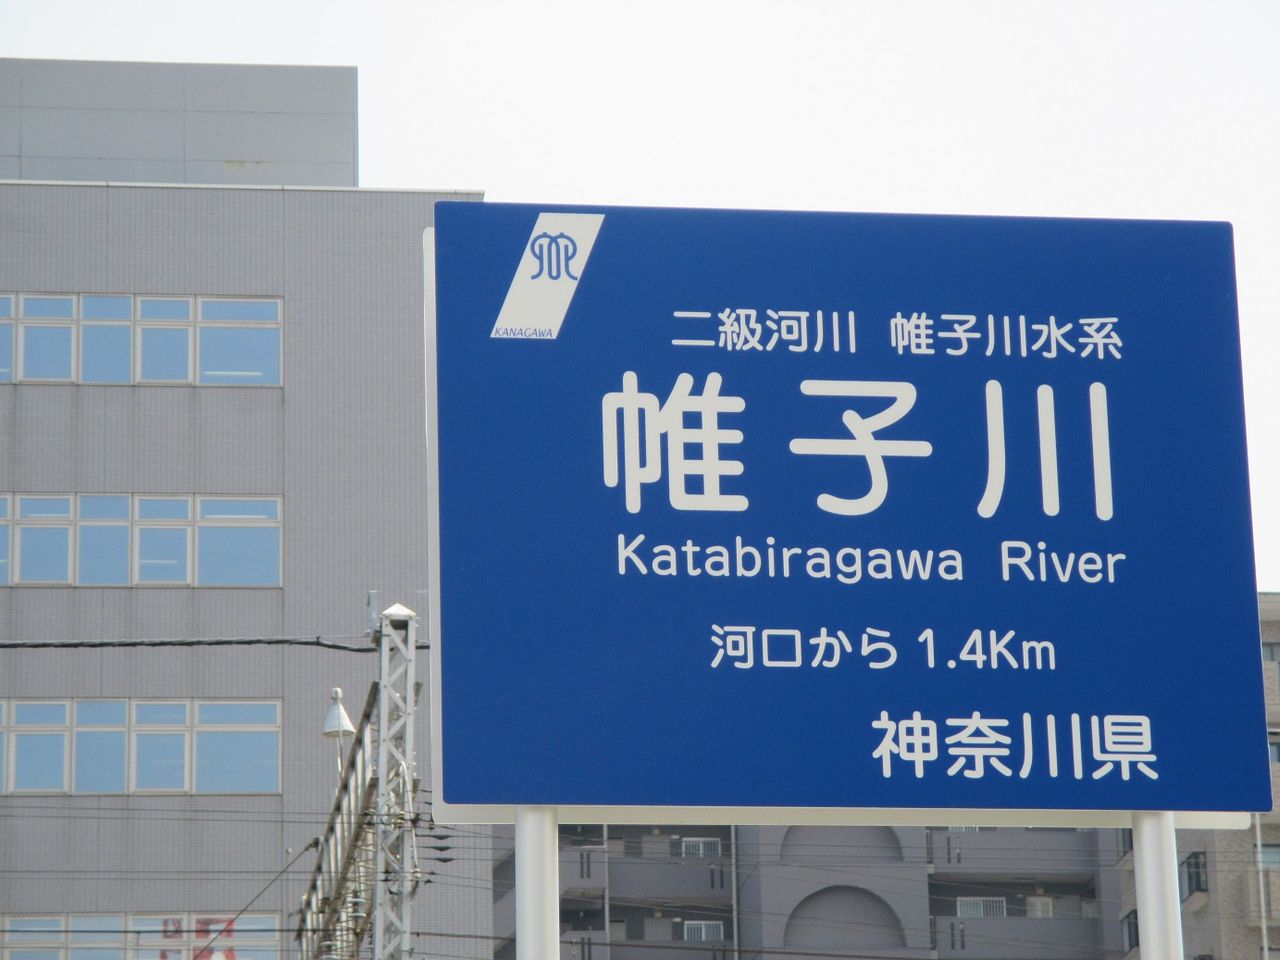 KANAGAWA
二級河川 帷子川水系
帷子川
Katabiragawa River
河口から 1.4Km
神奈川県